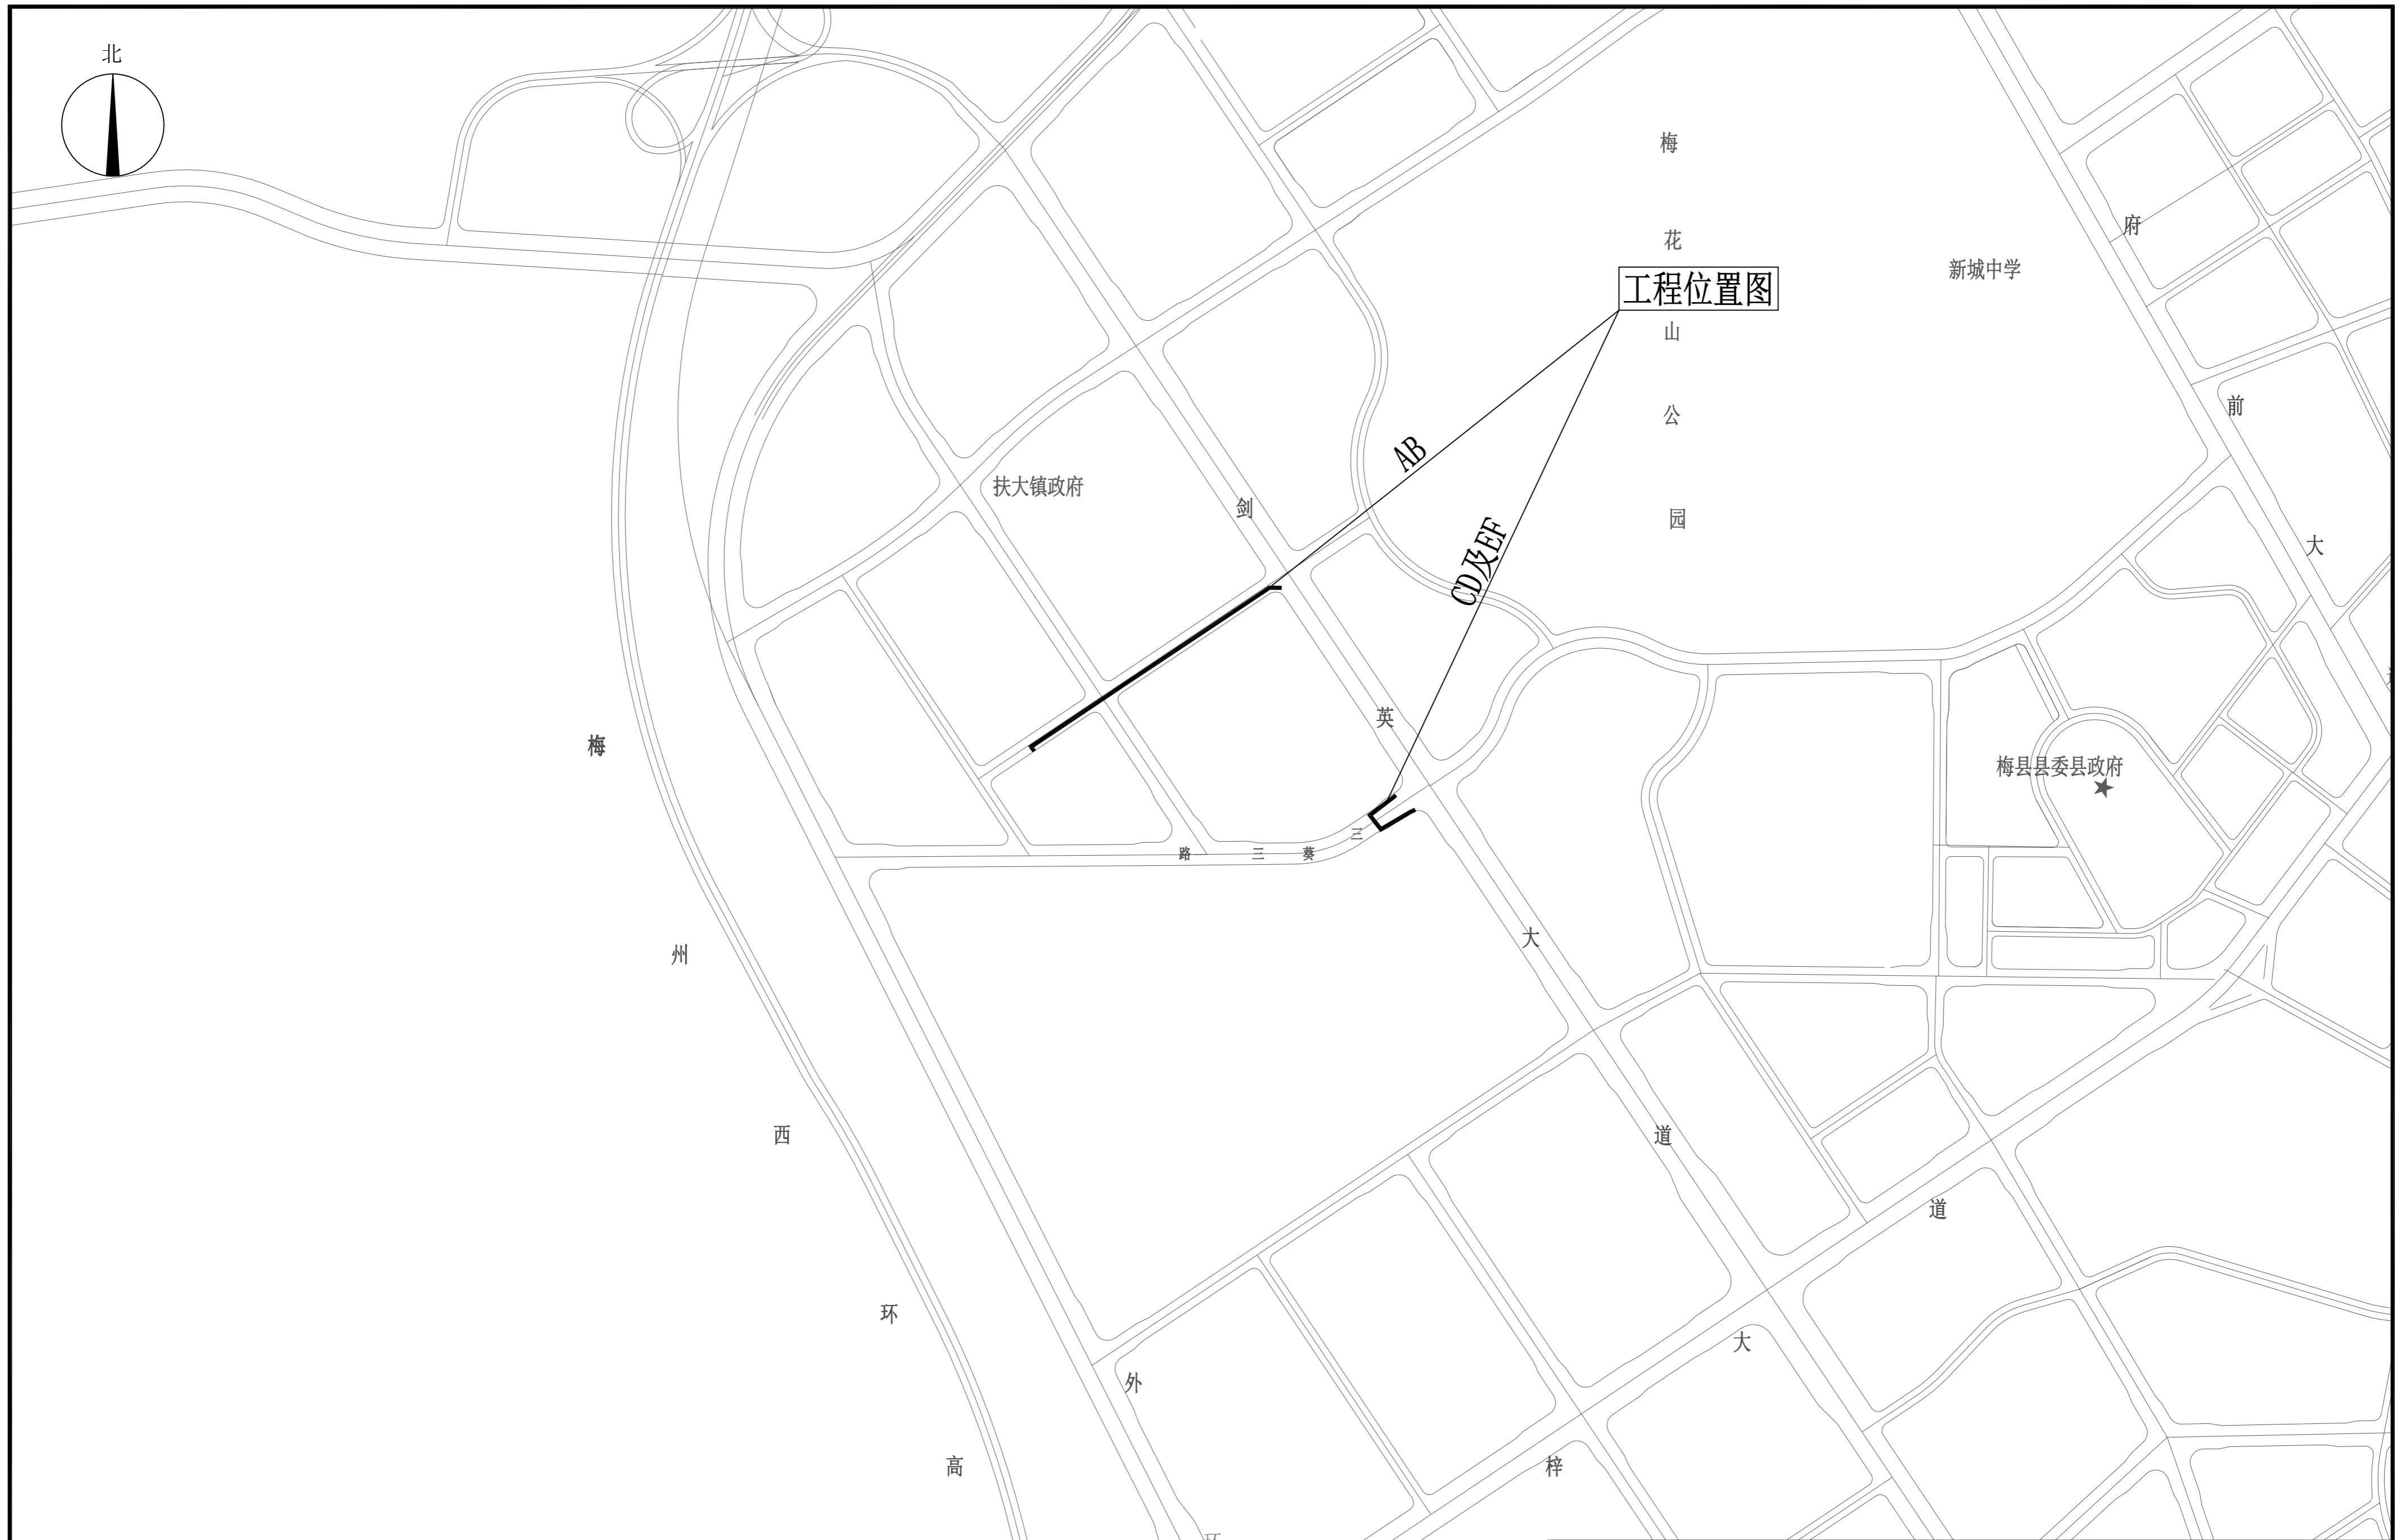 北
梅
花
山
公
园
工程位置图
新城中学
府
前
大
AB
CD及EF
扶大镇政府
剑
英
大
道
梅县县委县政府
三
葵
三
路
梅
州
西
环
高
外
道
大
梓